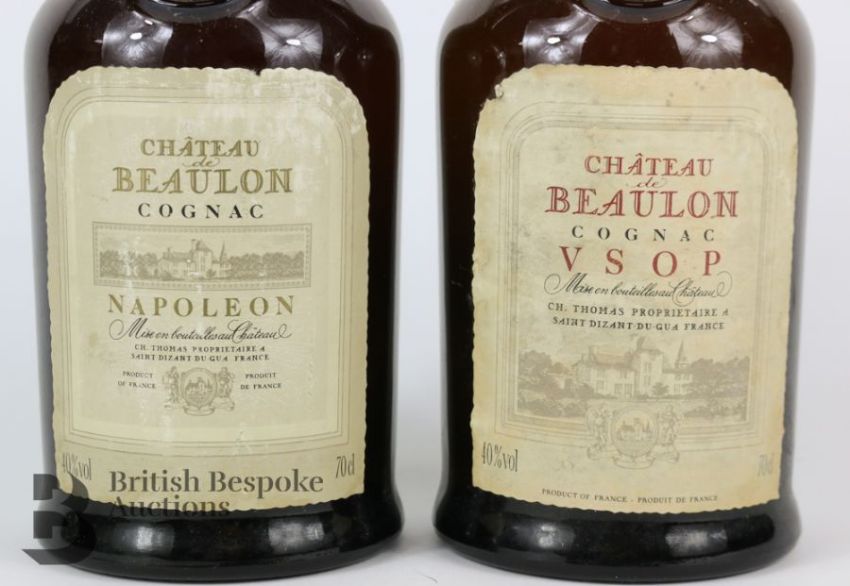 CHÂTEAU
de
BEAULON
COGNAC
NAPOLEON
Mise en bouteilles au Château
CH. THOMAS PROPRIETAIRE A
SAINT DIZANT DU GUA FRANCE
PRODUCT OF FRANCE
PRODUIT DE FRANCE
40%vol
70cl
CHÂTEAU
de
BEAULON
COGNAC
VSOP
Mise en bouteilles au Château
CH. THOMAS PROPRIETAIRE A
SAINT DIZANT DU GUA FRANCE
40%vol
70cl
PRODUCT OF FRANCE - PRODUIT DE FRANCE
B British Bespoke
Auctions